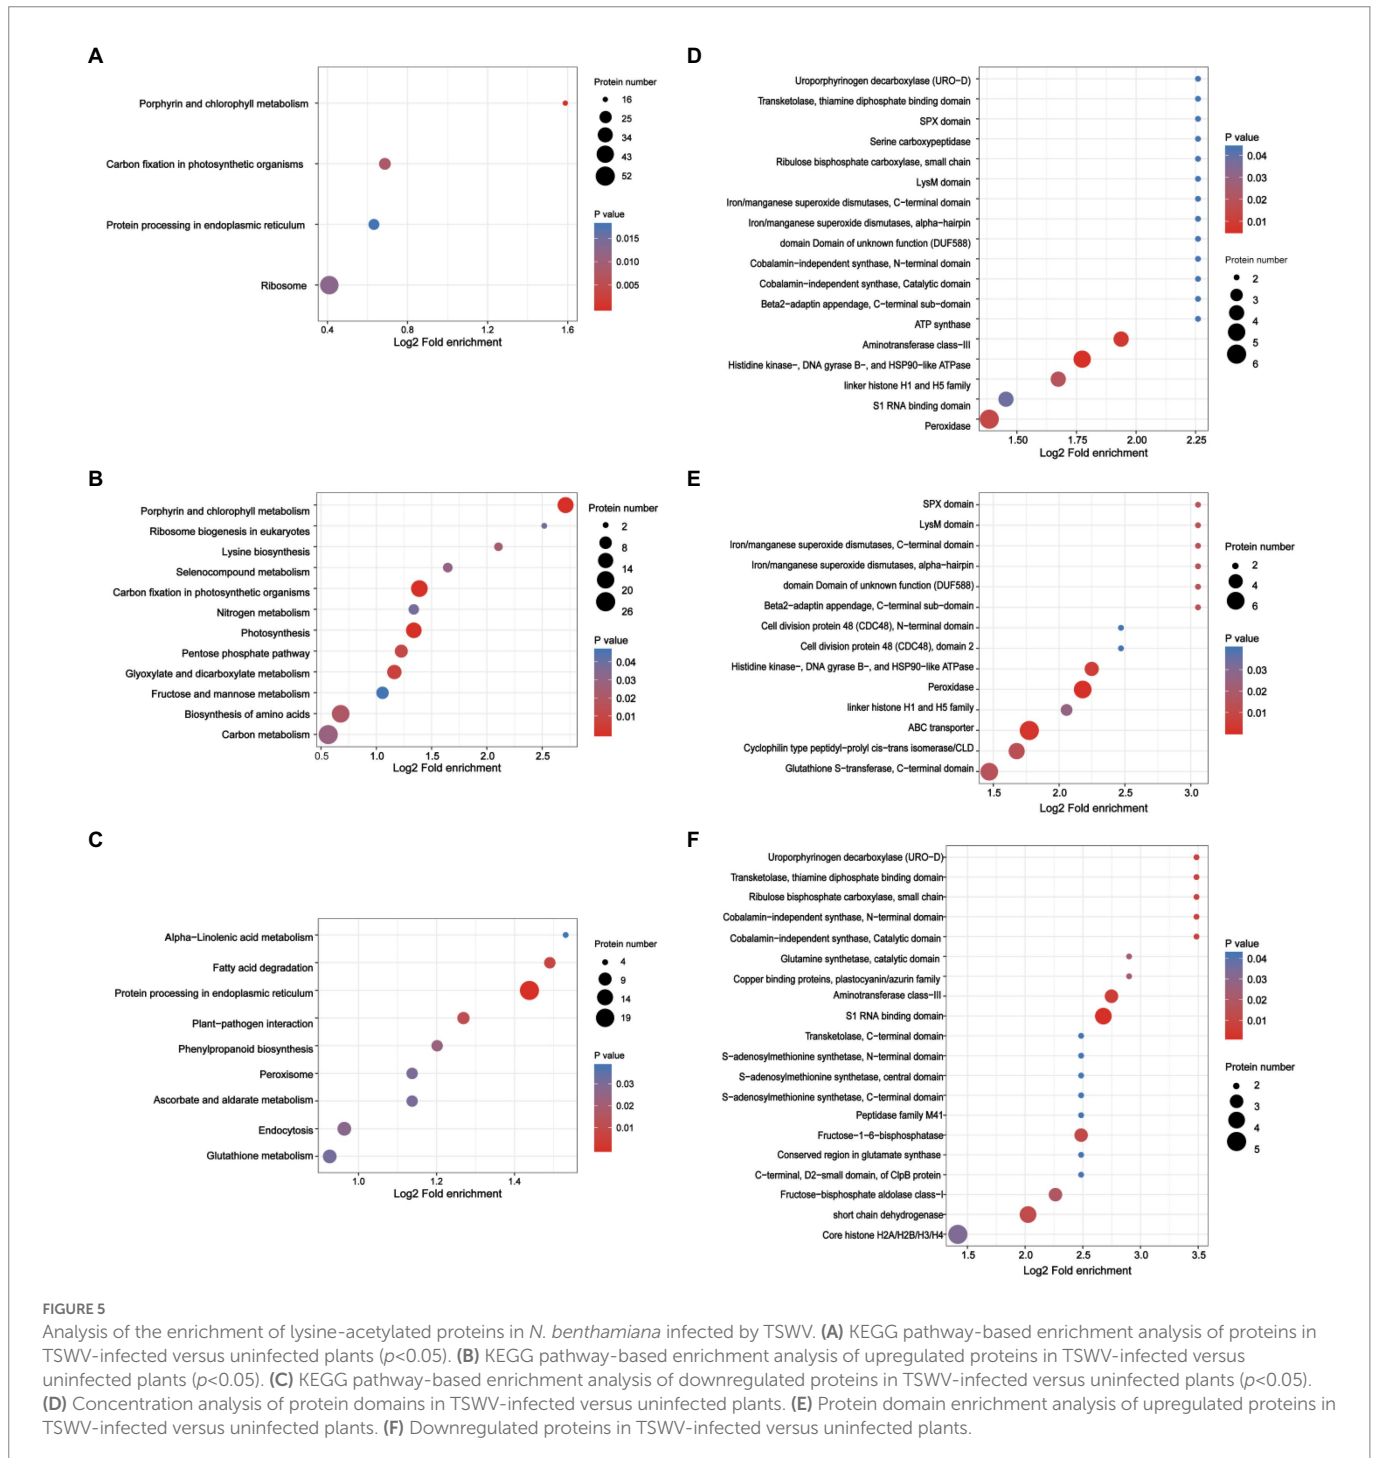 A
Porphyrin and chlorophyll metabolism
Carbon fixation in photosynthetic organisms
Protein processing in endoplasmic reticulum
Ribosome
0.4 0.8 1.2 1.6
Log2 Fold enrichment
Protein number
16
25
34
43
52
P value
0.015
0.010
0.005
B
Porphyrin and chlorophyll metabolism
Ribosome biogenesis in eukaryotes
Lysine biosynthesis
Selenocompound metabolism
Carbon fixation in photosynthetic organisms
Nitrogen metabolism
Photosynthesis
Pentose phosphate pathway
Glyoxylate and dicarboxylate metabolism
Fructose and mannose metabolism
Biosynthesis of amino acids
Carbon metabolism
0.5 1.0 1.5 2.0 2.5
Log2 Fold enrichment
Protein number
2
8
14
20
26
P value
0.04
0.03
0.02
0.01
C
Alpha−Linolenic acid metabolism
Fatty acid degradation
Protein processing in endoplasmic reticulum
Plant−pathogen interaction
Phenylpropanoid biosynthesis
Peroxisome
Ascorbate and aldarate metabolism
Endocytosis
Glutathione metabolism
1.0 1.2 1.4
Log2 Fold enrichment
Protein number
4
9
14
19
P value
0.03
0.02
0.01
D
Uroporphyrinogen decarboxylase (URO−D)
Transketolase, thiamine diphosphate binding domain
SPX domain
Serine carboxypeptidase
Ribulose bisphosphate carboxylase, small chain
LysM domain
Iron/manganese superoxide dismutases, C−terminal domain
Iron/manganese superoxide dismutases, alpha−hairpin
domain Domain of unknown function (DUF588)
Cobalamin−independent synthase, N−terminal domain
Cobalamin−independent synthase, Catalytic domain
Beta2−adaptin appendage, C−terminal sub−domain
ATP synthase
Aminotransferase class−III
Histidine kinase−, DNA gyrase B−, and HSP90−like ATPase
linker histone H1 and H5 family
S1 RNA binding domain
Peroxidase
1.50 1.75 2.00 2.25
Log2 Fold enrichment
P value
0.04
0.03
0.02
0.01
Protein number
2
3
4
5
6
E
SPX domain
LysM domain
Iron/manganese superoxide dismutases, C−terminal domain
Iron/manganese superoxide dismutases, alpha−hairpin
domain Domain of unknown function (DUF588)
Beta2−adaptin appendage, C−terminal sub−domain
Cell division protein 48 (CDC48), N−terminal domain
Cell division protein 48 (CDC48), domain 2
Histidine kinase−, DNA gyrase B−, and HSP90−like ATPase
Peroxidase
linker histone H1 and H5 family
ABC transporter
Cyclophilin type peptidyl−prolyl cis−trans isomerase/CLD
Glutathione S−transferase, C−terminal domain
1.5 2.0 2.5 3.0
Log2 Fold enrichment
Protein number
2
4
6
P value
0.03
0.02
0.01
F
Uroporphyrinogen decarboxylase (URO−D)
Transketolase, thiamine diphosphate binding domain
Ribulose bisphosphate carboxylase, small chain
Cobalamin−independent synthase, N−terminal domain
Cobalamin−independent synthase, Catalytic domain
Glutamine synthetase, catalytic domain
Copper binding proteins, plastocyanin/azurin family
Aminotransferase class−III
S1 RNA binding domain
Transketolase, C−terminal domain
S−adenosylmethionine synthetase, N−terminal domain
S−adenosylmethionine synthetase, central domain
S−adenosylmethionine synthetase, C−terminal domain
Peptidase family M41
Fructose−1−6−bisphosphatase
Conserved region in glutamate synthase
C−terminal, D2−small domain, of ClpB protein
Fructose−bisphosphate aldolase class−I
short chain dehydrogenase
Core histone H2A/H2B/H3/H4
1.5 2.0 2.5 3.0 3.5
Log2 Fold enrichment
P value
0.04
0.03
0.02
0.01
Protein number
2
3
4
5
FIGURE 5
Analysis of the enrichment of lysine-acetylated proteins in N. benthamiana infected by TSWV. (A) KEGG pathway-based enrichment analysis of proteins in
TSWV-infected versus uninfected plants (p<0.05). (B) KEGG pathway-based enrichment analysis of upregulated proteins in TSWV-infected versus
uninfected plants (p<0.05). (C) KEGG pathway-based enrichment analysis of downregulated proteins in TSWV-infected versus uninfected plants (p<0.05).
(D) Concentration analysis of protein domains in TSWV-infected versus uninfected plants. (E) Protein domain enrichment analysis of upregulated proteins in
TSWV-infected versus uninfected plants. (F) Downregulated proteins in TSWV-infected versus uninfected plants.